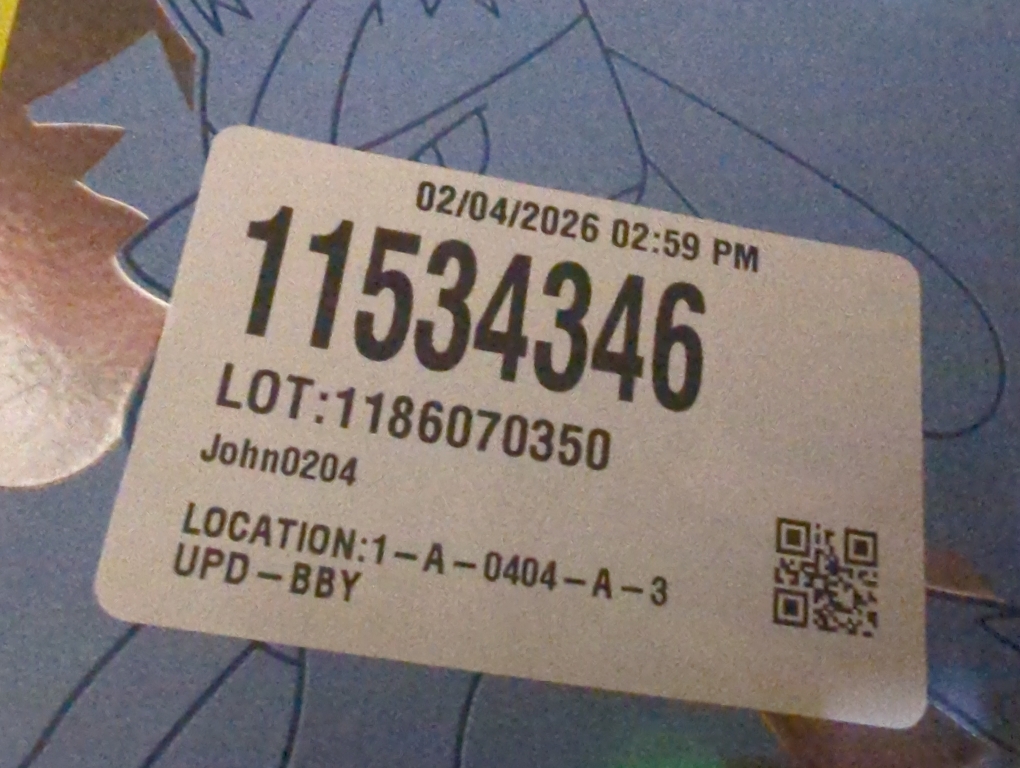 02/04/2026 02:59 PM
11534346
LOT:1186070350
John0204
LOCATION:1-A-0404-A-3
UPD-BBY